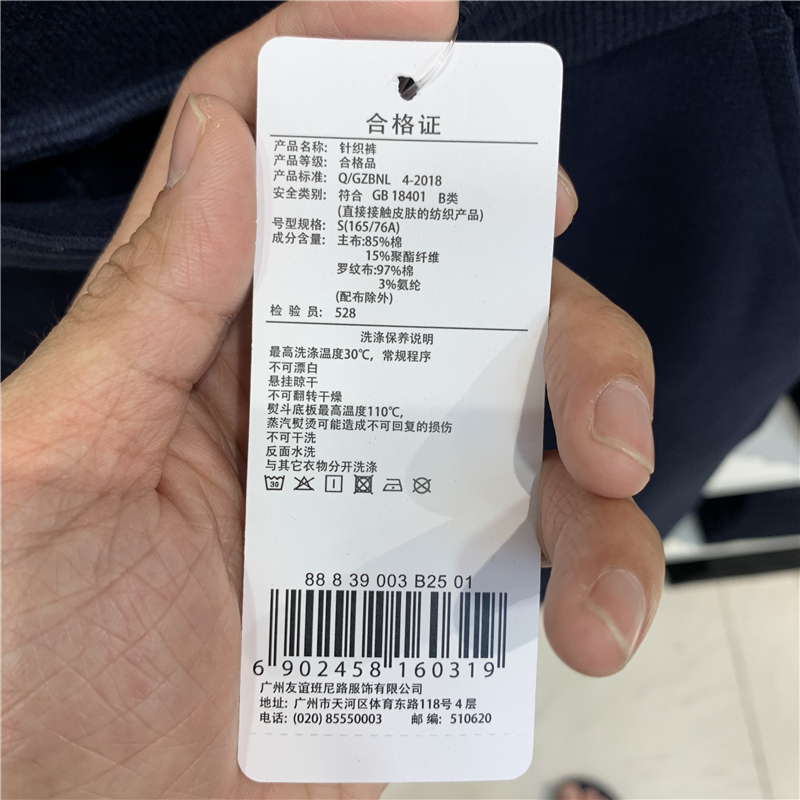 合格证
产品名称: 针织裤
产品等级: 合格品
产品标准: Q/GZBNL 4-2018
安全类别: 符合 GB 18401 B类
(直接接触皮肤的纺织产品)
号型规格: S(165/76A)
成分含量: 主布:85%棉
15%聚酯纤维
罗纹布:97%棉
3%氨纶
(配布除外)
检 验 员: 528
洗涤保养说明
最高洗涤温度30℃，常规程序
不可漂白
悬挂晾干
不可翻转干燥
熨斗底板最高温度110℃,
蒸汽熨烫可能造成不可回复的损伤
不可干洗
反面水洗
与其它衣物分开洗涤
30
88 8 39 003 B25 01
6 902458 160319
广州友谊班尼路服饰有限公司
地址: 广州市天河区体育东路118号4层
电话: (020) 85550003 邮 编: 510620